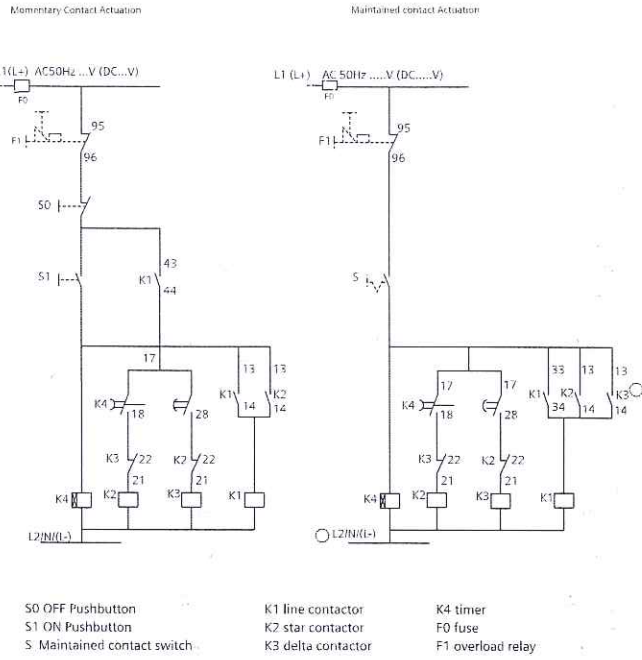 Momentary Contact Actuation
Maintained contact Actuation
1(L+) AC50Hz ...V (DC...V)
F0
95
F1
96
S0
43
S1
K1
44
17
13
13
K1
K2
K4
18
28
14
14
K3
22
K2
22
21
21
K4
K2
K3
K1
L2/N/(L-)
L1 (L+) AC 50Hz .....V (DC.....V)
F0
95
F1
96
S
17
17
33
13
13
K1
K2
K3
K4
18
28
34
14
14
K3
22
K2
22
21
21
K4
K2
K3
K1
L2/N/(L-)
S0 OFF Pushbutton
S1 ON Pushbutton
S Maintained contact switch
K1 line contactor
K2 star contactor
K3 delta contactor
K4 timer
F0 fuse
F1 overload relay